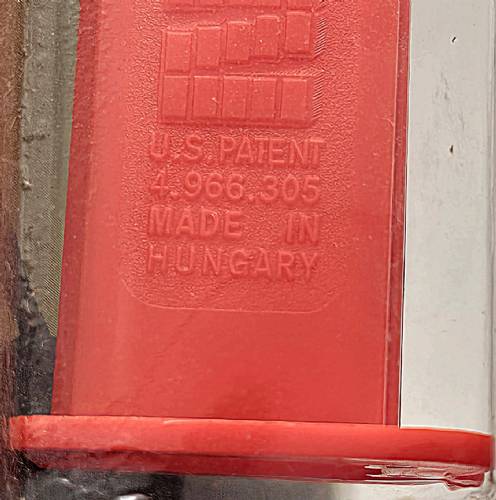 U.S. PATENT
4.966.305
MADE IN
HUNGARY